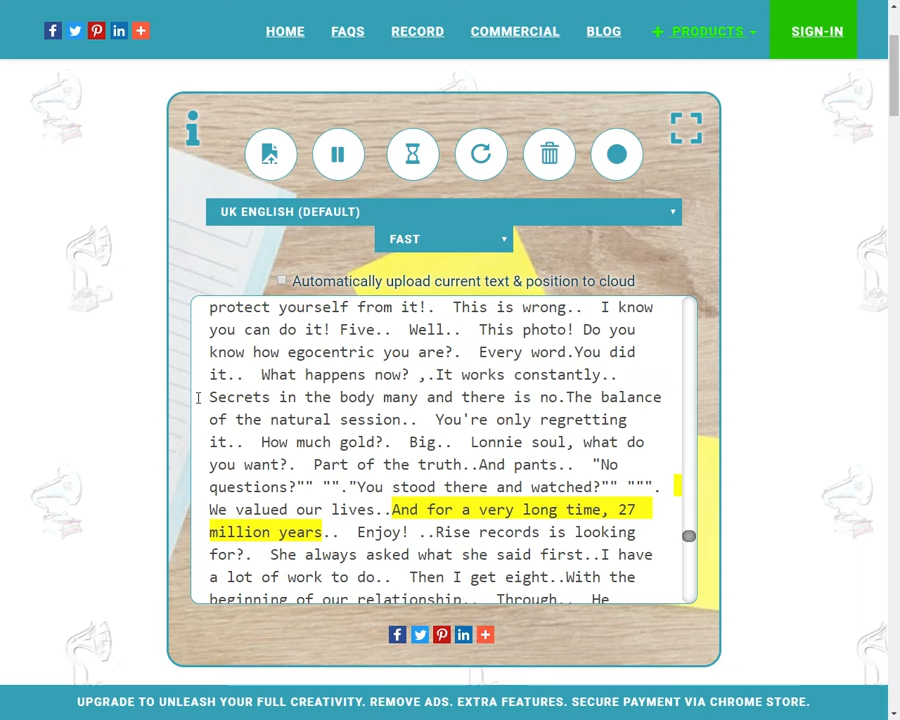 HOME FAQS RECORD COMMERCIAL BLOG + PRODUCTS SIGN-IN
UK ENGLISH (DEFAULT)
FAST
Automatically upload current text & position to cloud
protect yourself from it!.  This is wrong..  I know
you can do it! Five..  Well..  This photo! Do you
know how egocentric you are?.  Every word.You did
it..  What happens now? ,.It works constantly..
Secrets in the body many and there is no.The balance
of the natural session..  You're only regretting
it..  How much gold?.  Big..  Lonnie soul, what do
you want?.  Part of the truth..And pants..  "No
questions?"" ""."You stood there and watched?"" """.
We valued our lives..And for a very long time, 27
million years..  Enjoy! ..Rise records is looking
for?.  She always asked what she said first..I have
a lot of work to do..  Then I get eight..With the
beginning of our relationship..  Through..  He
UPGRADE TO UNLEASH YOUR FULL CREATIVITY. REMOVE ADS. EXTRA FEATURES. SECURE PAYMENT VIA CHROME STORE.